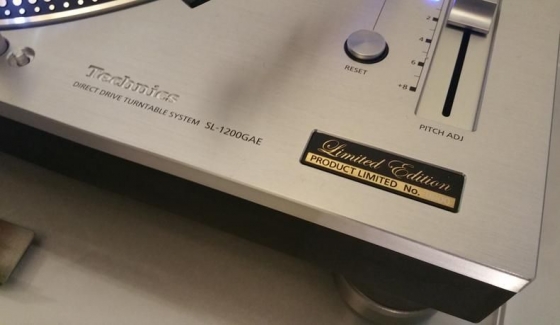 2
4
6
+8
RESET
PITCH ADJ
Technics
DIRECT DRIVE TURNTABLE SYSTEM SL-1200GAE
Limited Edition
PRODUCT LIMITED No.